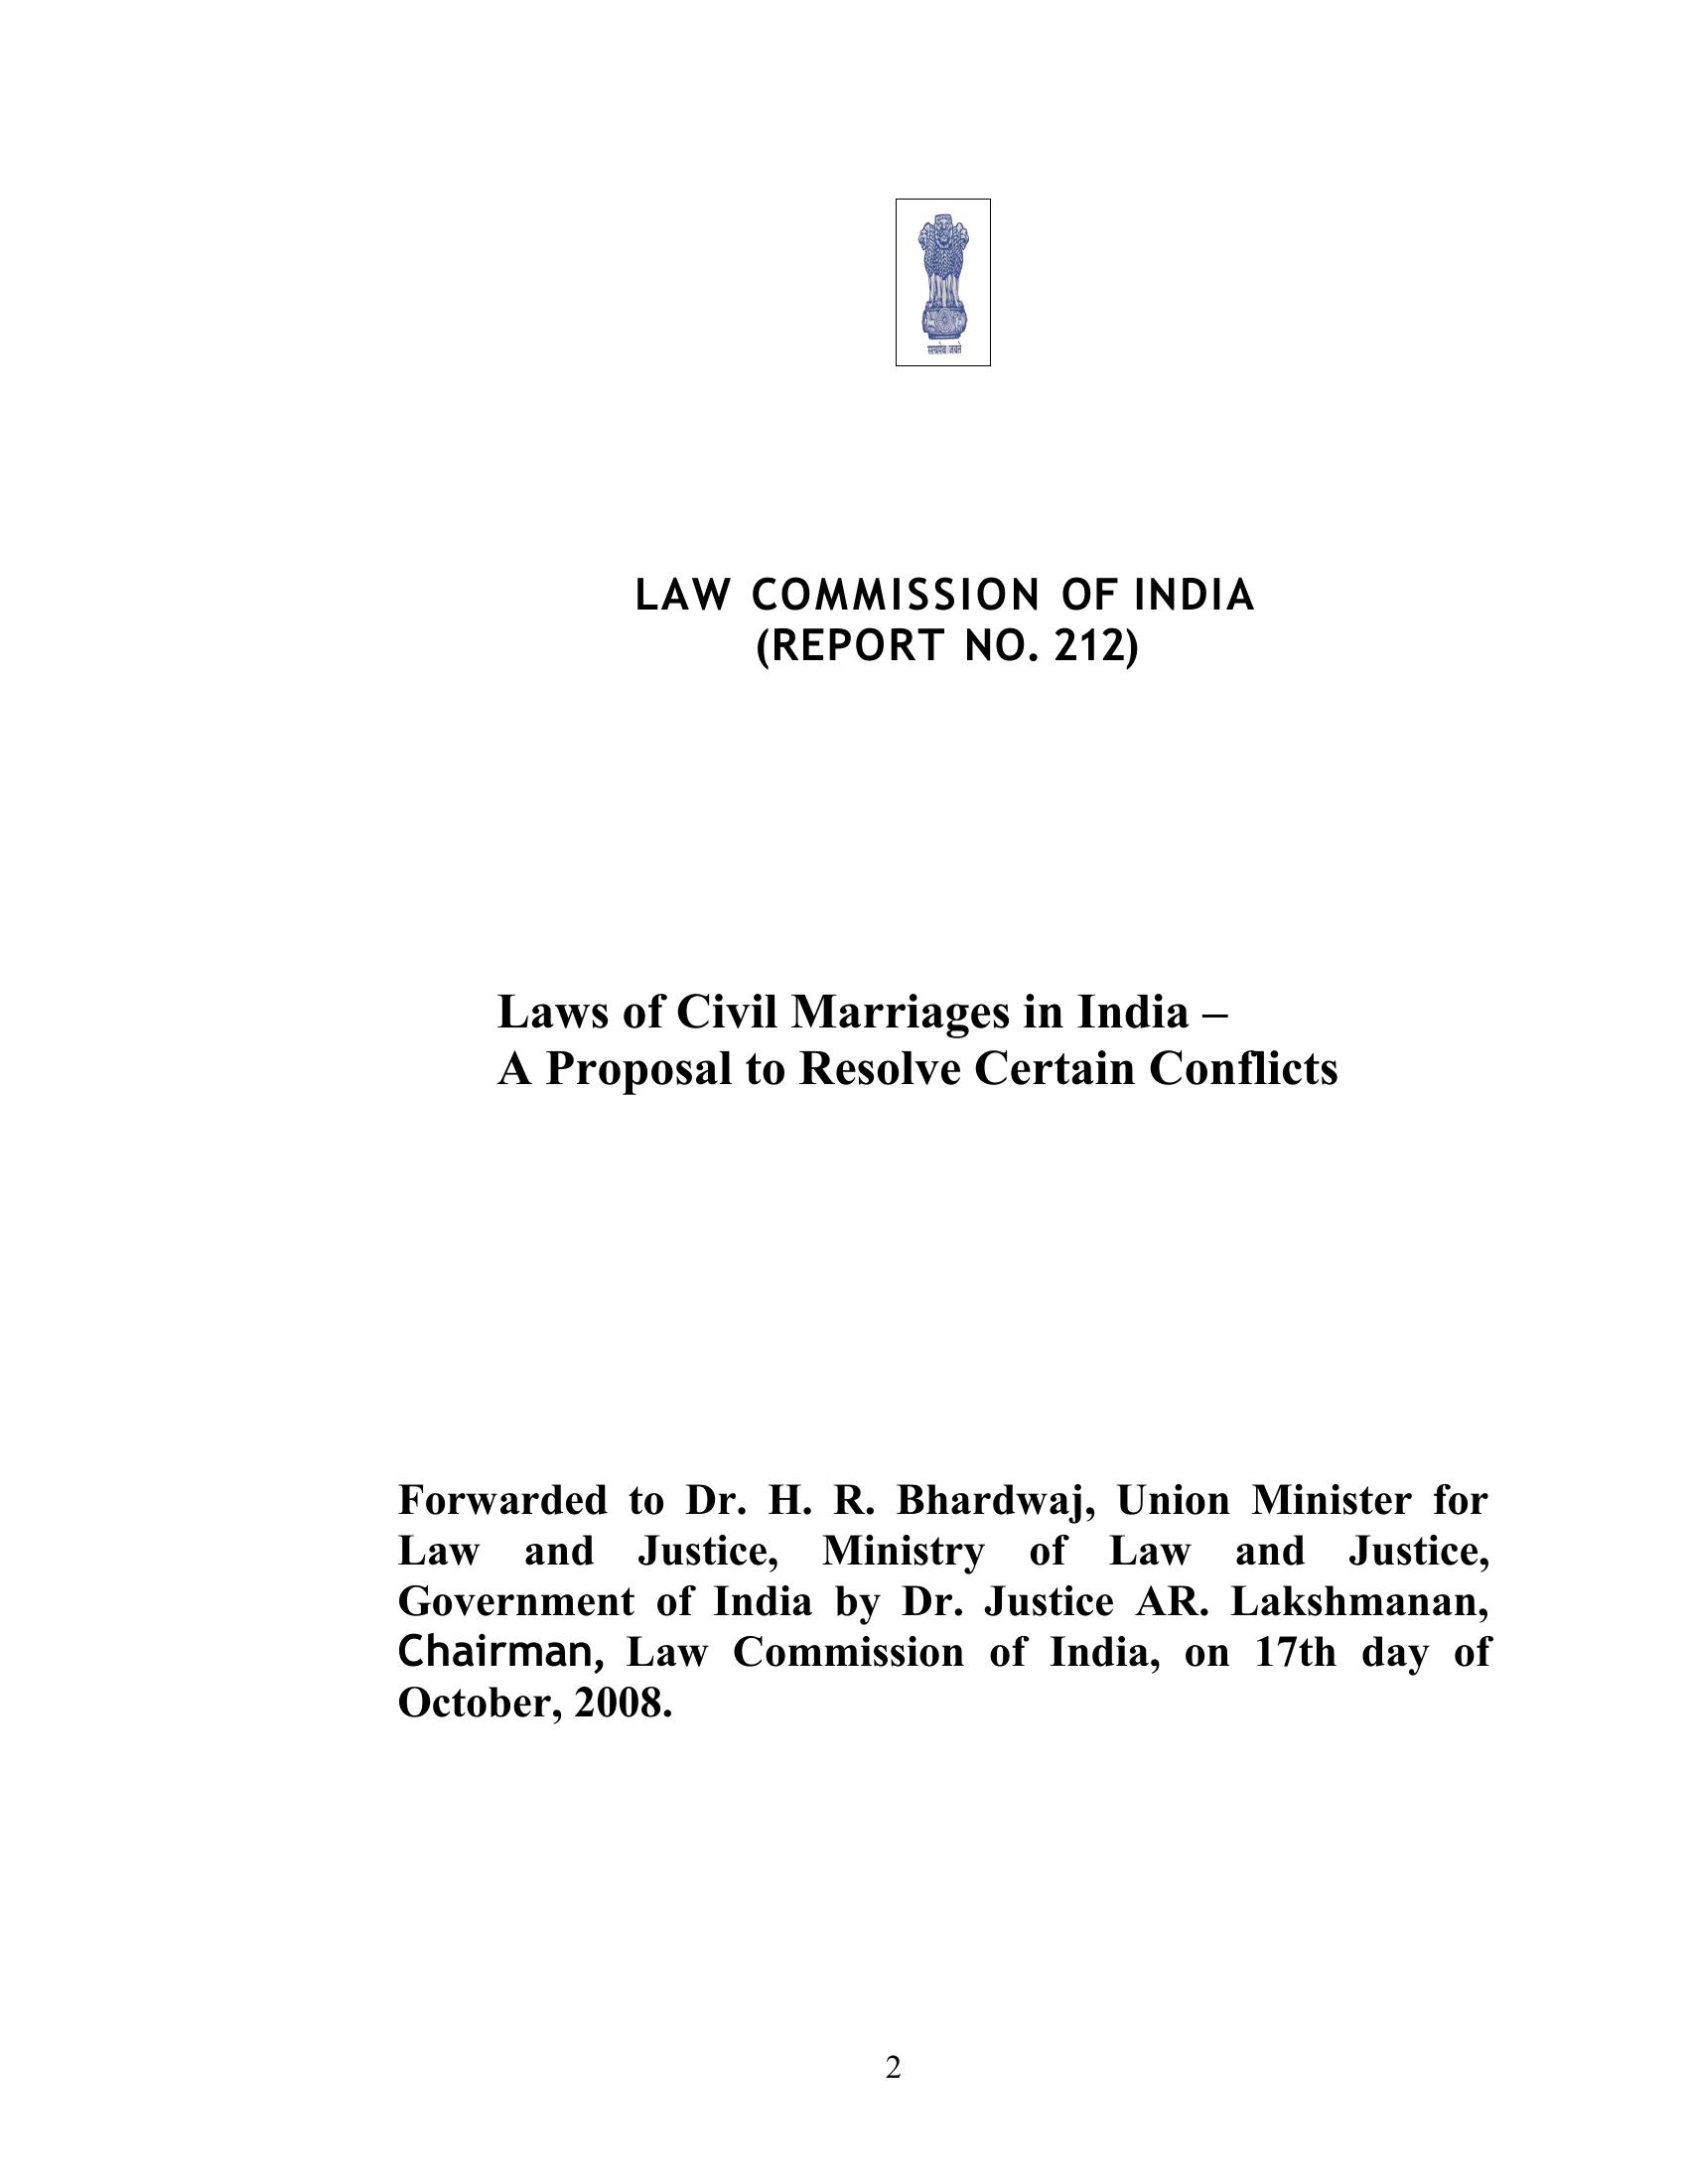 सत्यमेव जयते
LAW COMMISSION OF INDIA
(REPORT NO. 212)
Laws of Civil Marriages in India –
A Proposal to Resolve Certain Conflicts
Forwarded to Dr. H. R. Bhardwaj, Union Minister for
Law and Justice, Ministry of Law and Justice,
Government of India by Dr. Justice AR. Lakshmanan,
Chairman, Law Commission of India, on 17th day of
October, 2008.
2